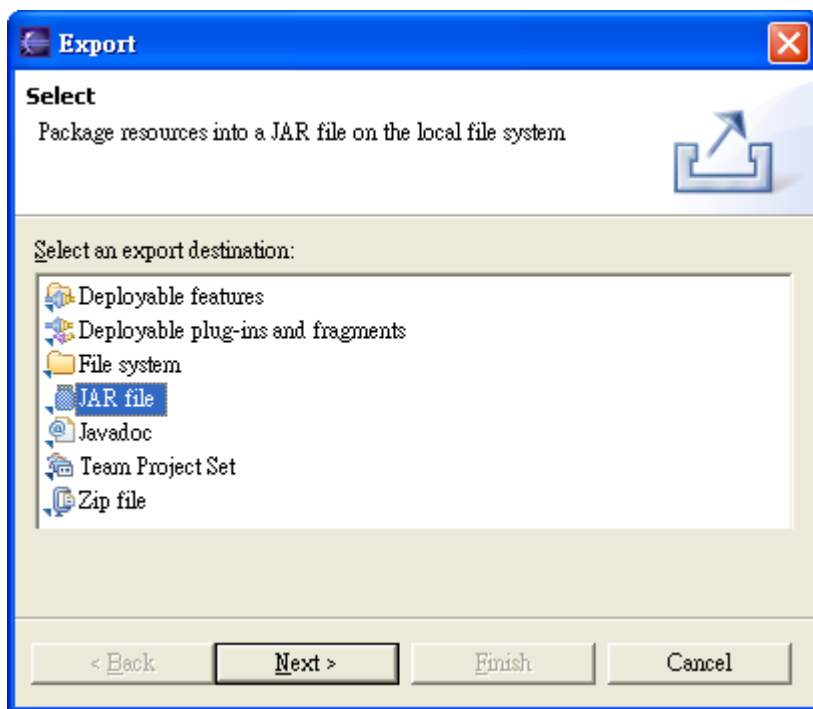 Export
Select
Package resources into a JAR file on the local file system
Select an export destination:
Deployable features
Deployable plug-ins and fragments
File system
JAR file
Javadoc
Team Project Set
Zip file
< Back
Next >
Finish
Cancel